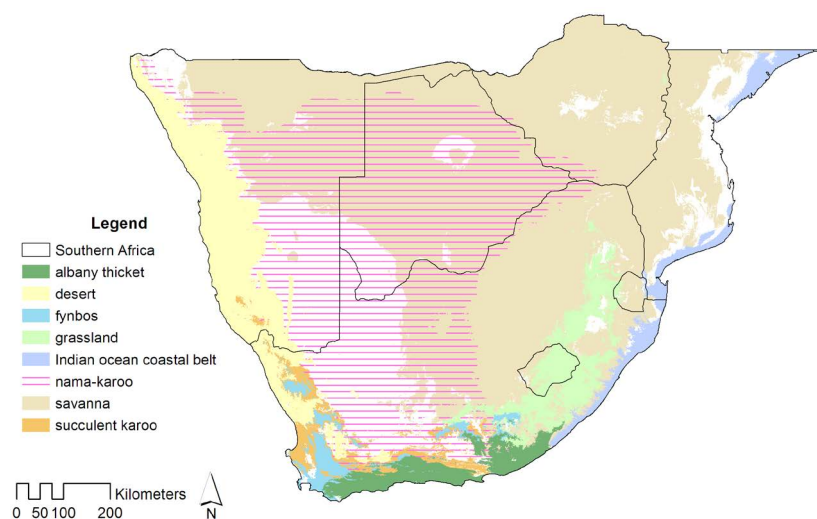 Legend
Southern Africa
albany thicket
desert
fynbos
grassland
Indian ocean coastal belt
nama-karoo
savanna
succulent karoo
Kilometers
0 50 100 200
N